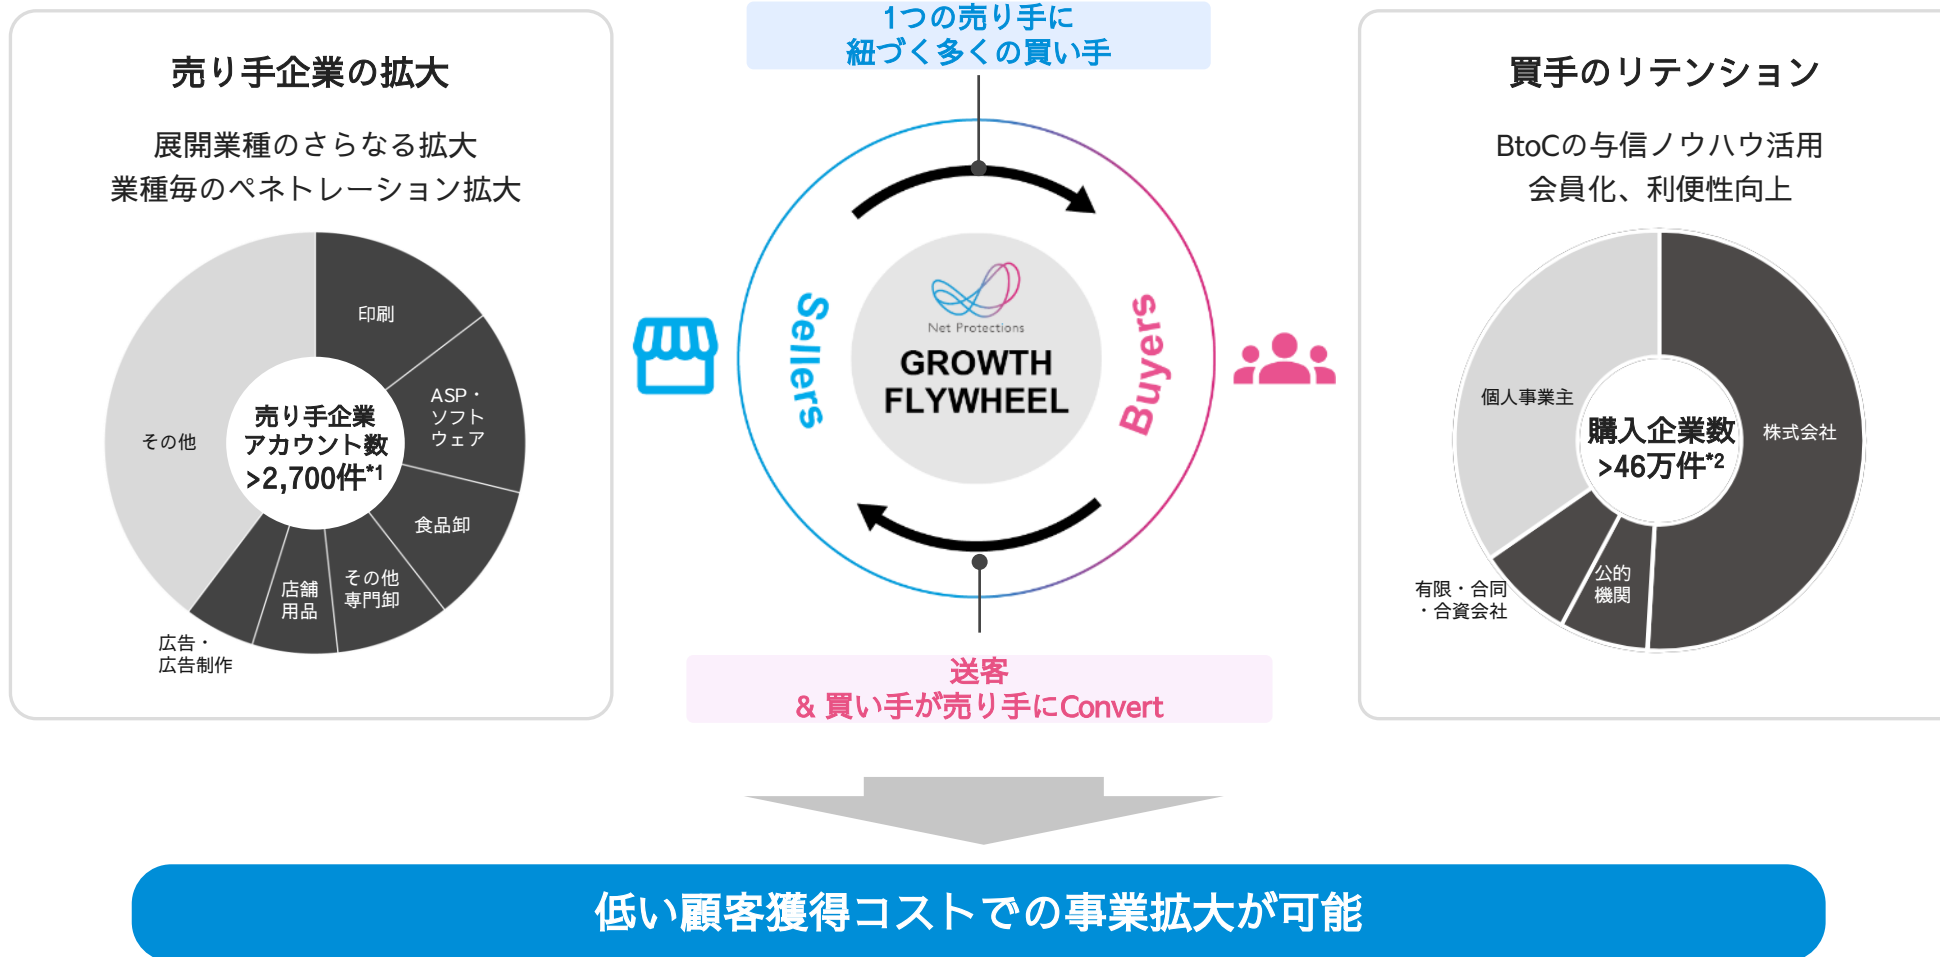 売り手企業の拡大
展開業種のさらなる拡大
業種毎のペネトレーション拡大
印刷
ASP・
ソフト
ウェア
食品卸
その他
専門卸
店舗
用品
広告・
広告制作
その他
売り手企業
アカウント数
>2,700件*1
1つの売り手に
紐づく多くの買い手
Sellers
Net Protections
GROWTH
FLYWHEEL
Buyers
送客
& 買い手が売り手にConvert
買手のリテンション
BtoCの与信ノウハウ活用
会員化、利便性向上
株式会社
公的
機関
有限・合同
・合資会社
個人事業主
購入企業数
>46万件*2
低い顧客獲得コストでの事業拡大が可能